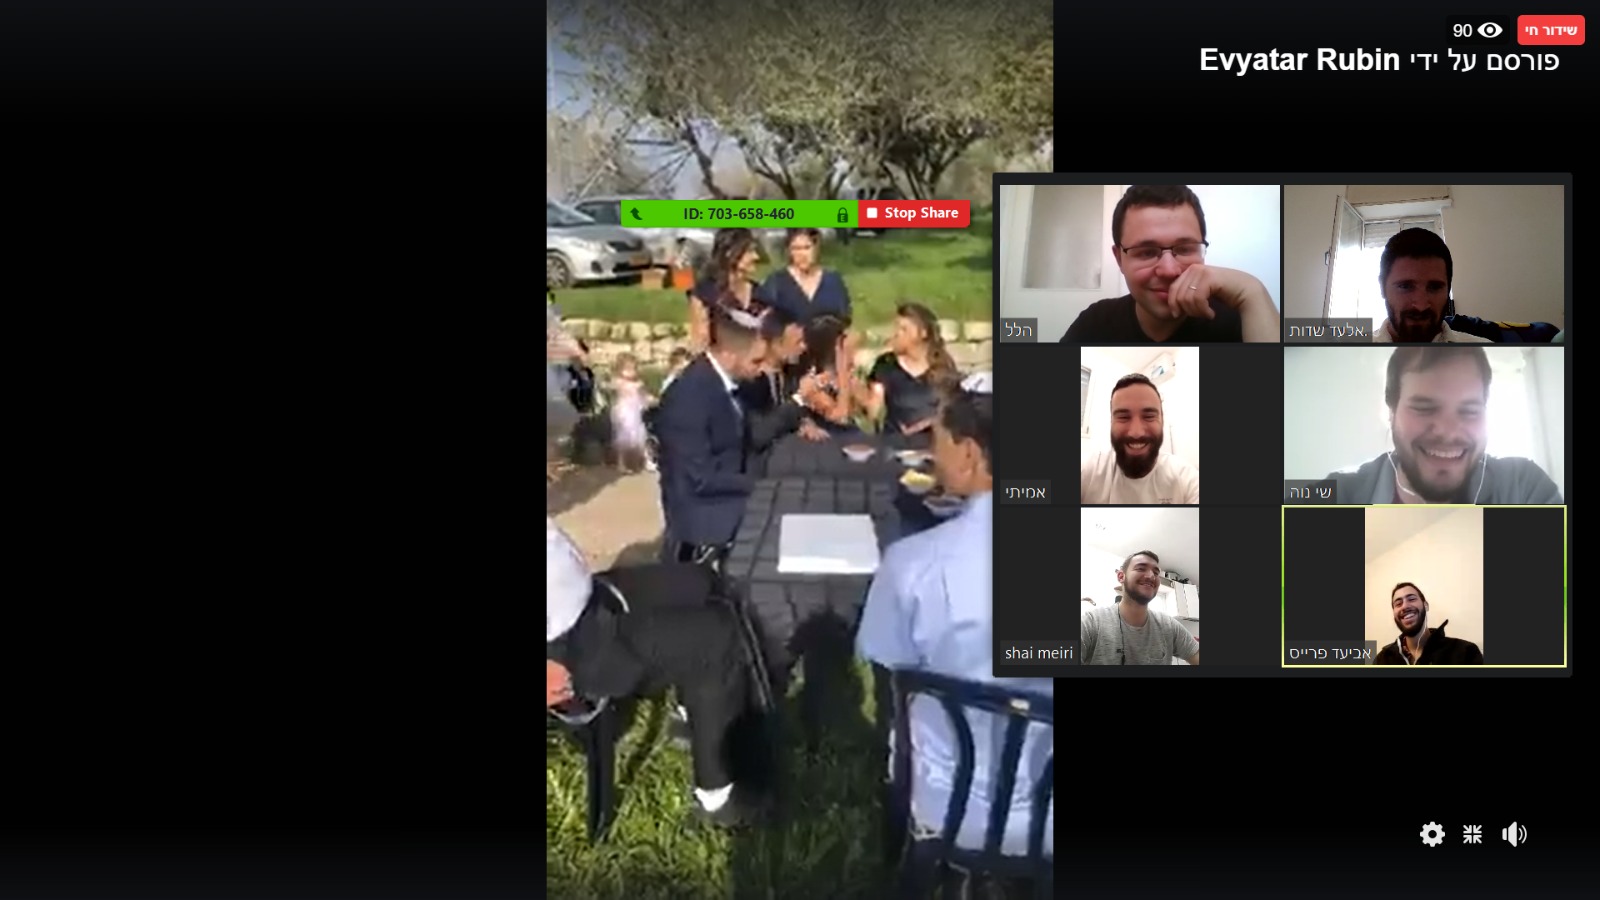 שידור חי
90
פורסם על ידי Evyatar Rubin
ID: 703-658-460
Stop Share
הלל
אלעד שדות.
אמיתי
שי נוה
shai meiri
אביעד פרייס